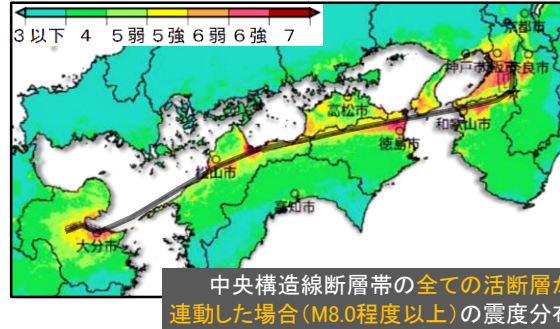 3以下 4 5弱 5強 6弱 6強 7
京都市
神戸市 大阪市 奈良市
高松市
和歌山市
徳島市
松山市
高知市
大分市
中央構造線断層帯の全ての活断層が
連動した場合(M8.0程度以上)の震度分布